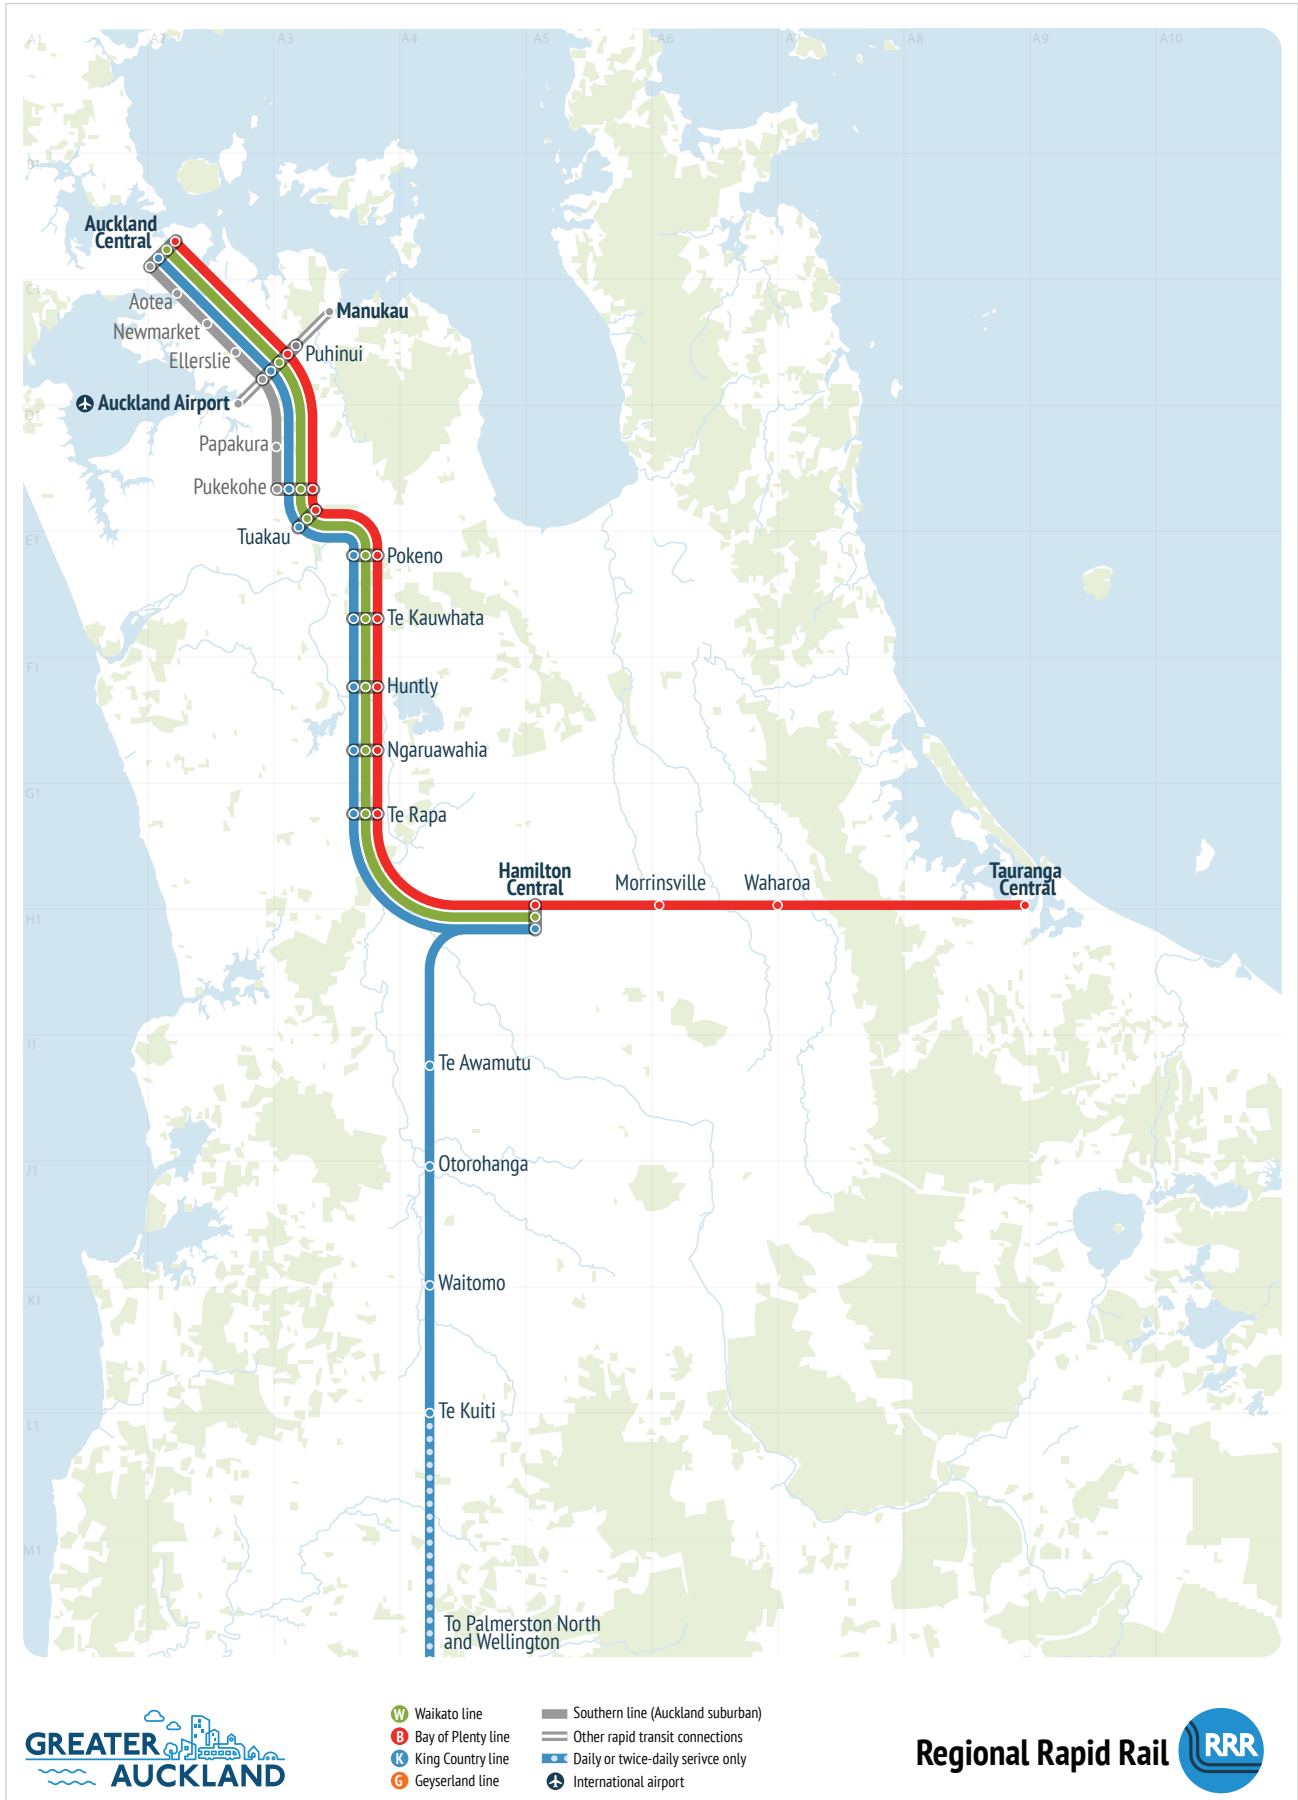 A1 A2 A3 A4 A5 A6 A8 A9 A10
B1
Auckland
Central
C1
Aotea
Manukau
Newmarket
Puhinui
Ellerslie
Auckland Airport
D1
Papakura
Pukekohe
Tuakau
E1
Pokeno
Te Kauwhata
F1
Huntly
Ngaruawahia
G1
Te Rapa
Hamilton
Central
Morrinsville
Waharoa
Tauranga
Central
H1
I1
Te Awamutu
J1
Otorohanga
Waitomo
K1
Te Kuiti
L1
M1
To Palmerston North
and Wellington
GREATER
AUCKLAND
W Waikato line
B Bay of Plenty line
K King Country line
G Geyserland line
Southern line (Auckland suburban)
Other rapid transit connections
Daily or twice-daily serivce only
International airport
Regional Rapid Rail
RRR